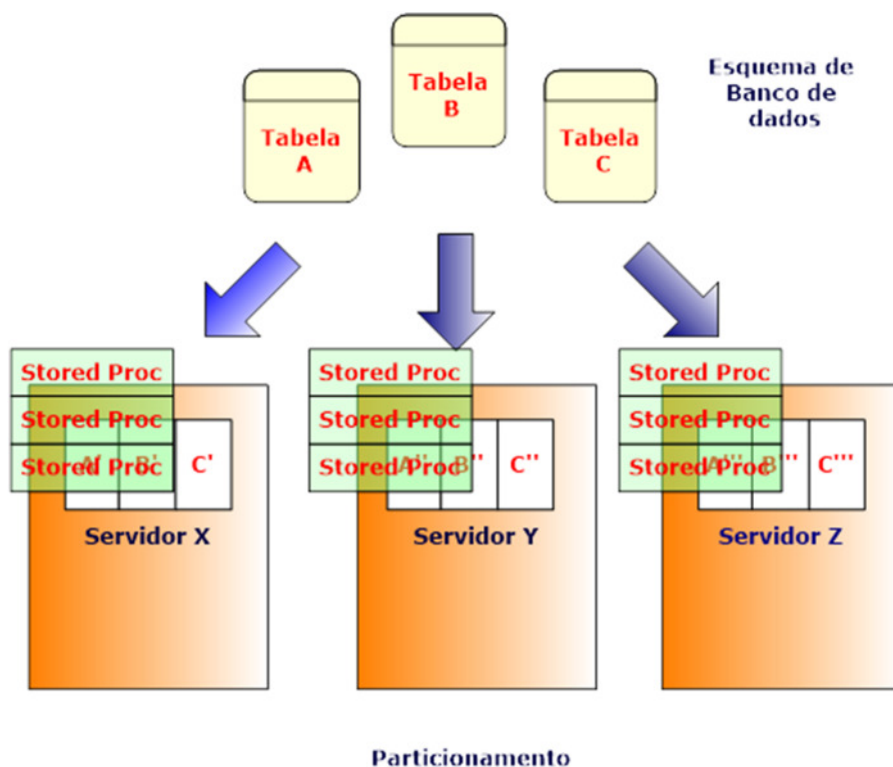 Tabela
B
Esquema de
Banco de
dados
Tabela
A
Tabela
C
Stored Proc
Stored Proc
Stored Proc
A' B' C'
Servidor X
Stored Proc
Stored Proc
Stored Proc
A'' B'' C''
Servidor Y
Stored Proc
Stored Proc
Stored Proc
A''' B''' C'''
Servidor Z
Particionamento